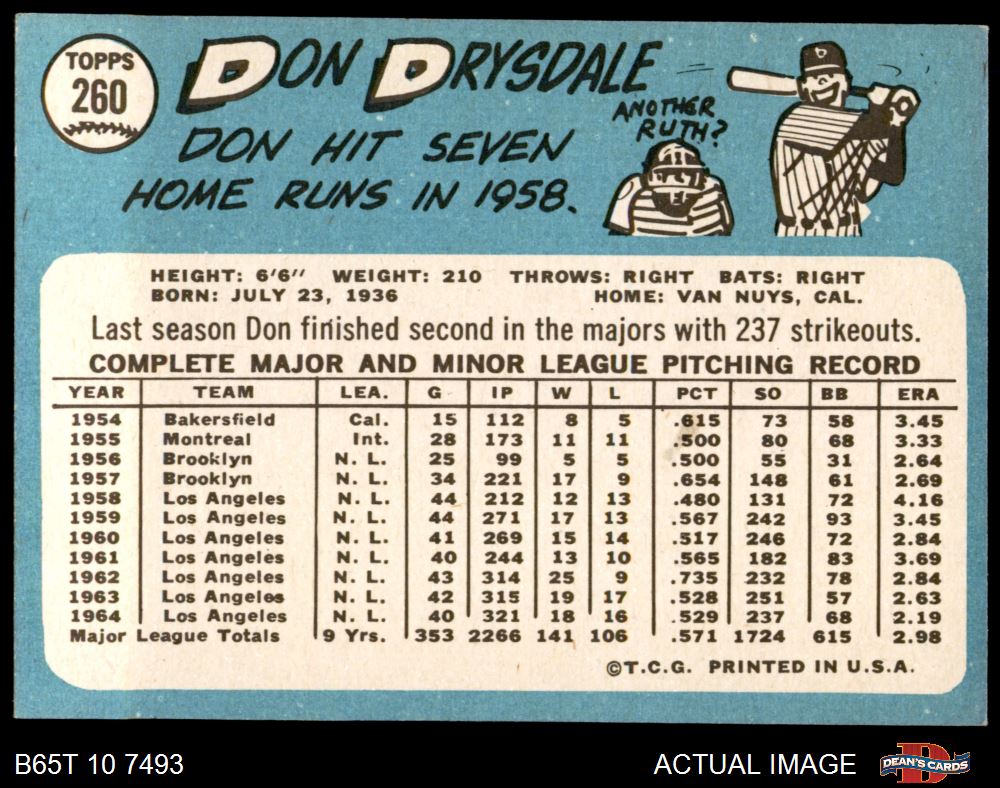 TOPPS
260
DON DRYSDALE
DON HIT SEVEN
HOME RUNS IN 1958.
ANOTHER
RUTH?
HEIGHT: 6'6" WEIGHT: 210 THROWS: RIGHT BATS: RIGHT
BORN: JULY 23, 1936 HOME: VAN NUYS, CAL.
Last season Don finished second in the majors with 237 strikeouts.
COMPLETE MAJOR AND MINOR LEAGUE PITCHING RECORD
YEAR TEAM LEA. G IP W L PCT SO BB ERA
1954 Bakersfield Cal. 15 112 8 5 .615 73 58 3.45
1955 Montreal Int. 28 173 11 11 .500 80 68 3.33
1956 Brooklyn N. L. 25 99 5 5 .500 55 31 2.64
1957 Brooklyn N. L. 34 221 17 9 .654 148 61 2.69
1958 Los Angeles N. L. 44 212 12 13 .480 131 72 4.16
1959 Los Angeles N. L. 44 271 17 13 .567 242 93 3.45
1960 Los Angeles N. L. 41 269 15 14 .517 246 72 2.84
1961 Los Angeles N. L. 40 244 13 10 .565 182 83 3.69
1962 Los Angeles N. L. 43 314 25 9 .735 232 78 2.84
1963 Los Angeles N. L. 42 315 19 17 .528 251 57 2.63
1964 Los Angeles N. L. 40 321 18 16 .529 237 68 2.19
Major League Totals 9 Yrs. 353 2266 141 106 .571 1724 615 2.98
©T.C.G. PRINTED IN U.S.A.
B65T 10 7493 ACTUAL IMAGE DEAN'S CARDS